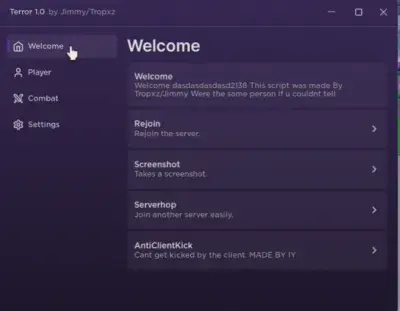 Terror 1.0 by Jimmy/Tropxz
Welcome
Player
Combat
Settings
Welcome
Welcome
Welcome dasdasdasdasd2138 This script was made By
Tropxz/Jimmy Were the same person if u couldnt tell
Rejoin
Rejoin the server.
Screenshot
Takes a screenshot.
Serverhop
Join another server easily.
AntiClientKick
Cant get kicked by the client. MADE BY IY